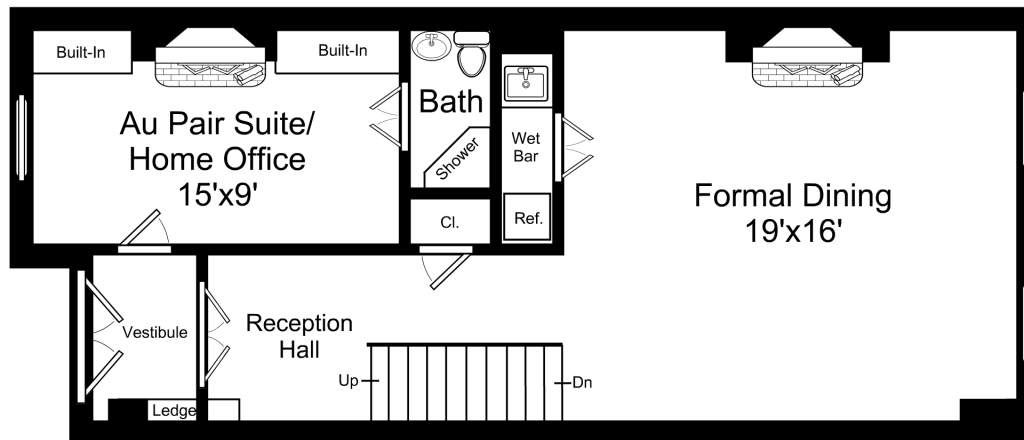 Built-In
Built-In
Au Pair Suite/
Home Office
15'x9'
Bath
Shower
Wet
Bar
Ref.
Cl.
Formal Dining
19'x16'
Vestibule
Reception
Hall
Up
Dn
Ledge